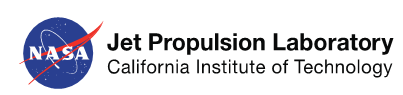 NASA
Jet Propulsion Laboratory
California Institute of Technology